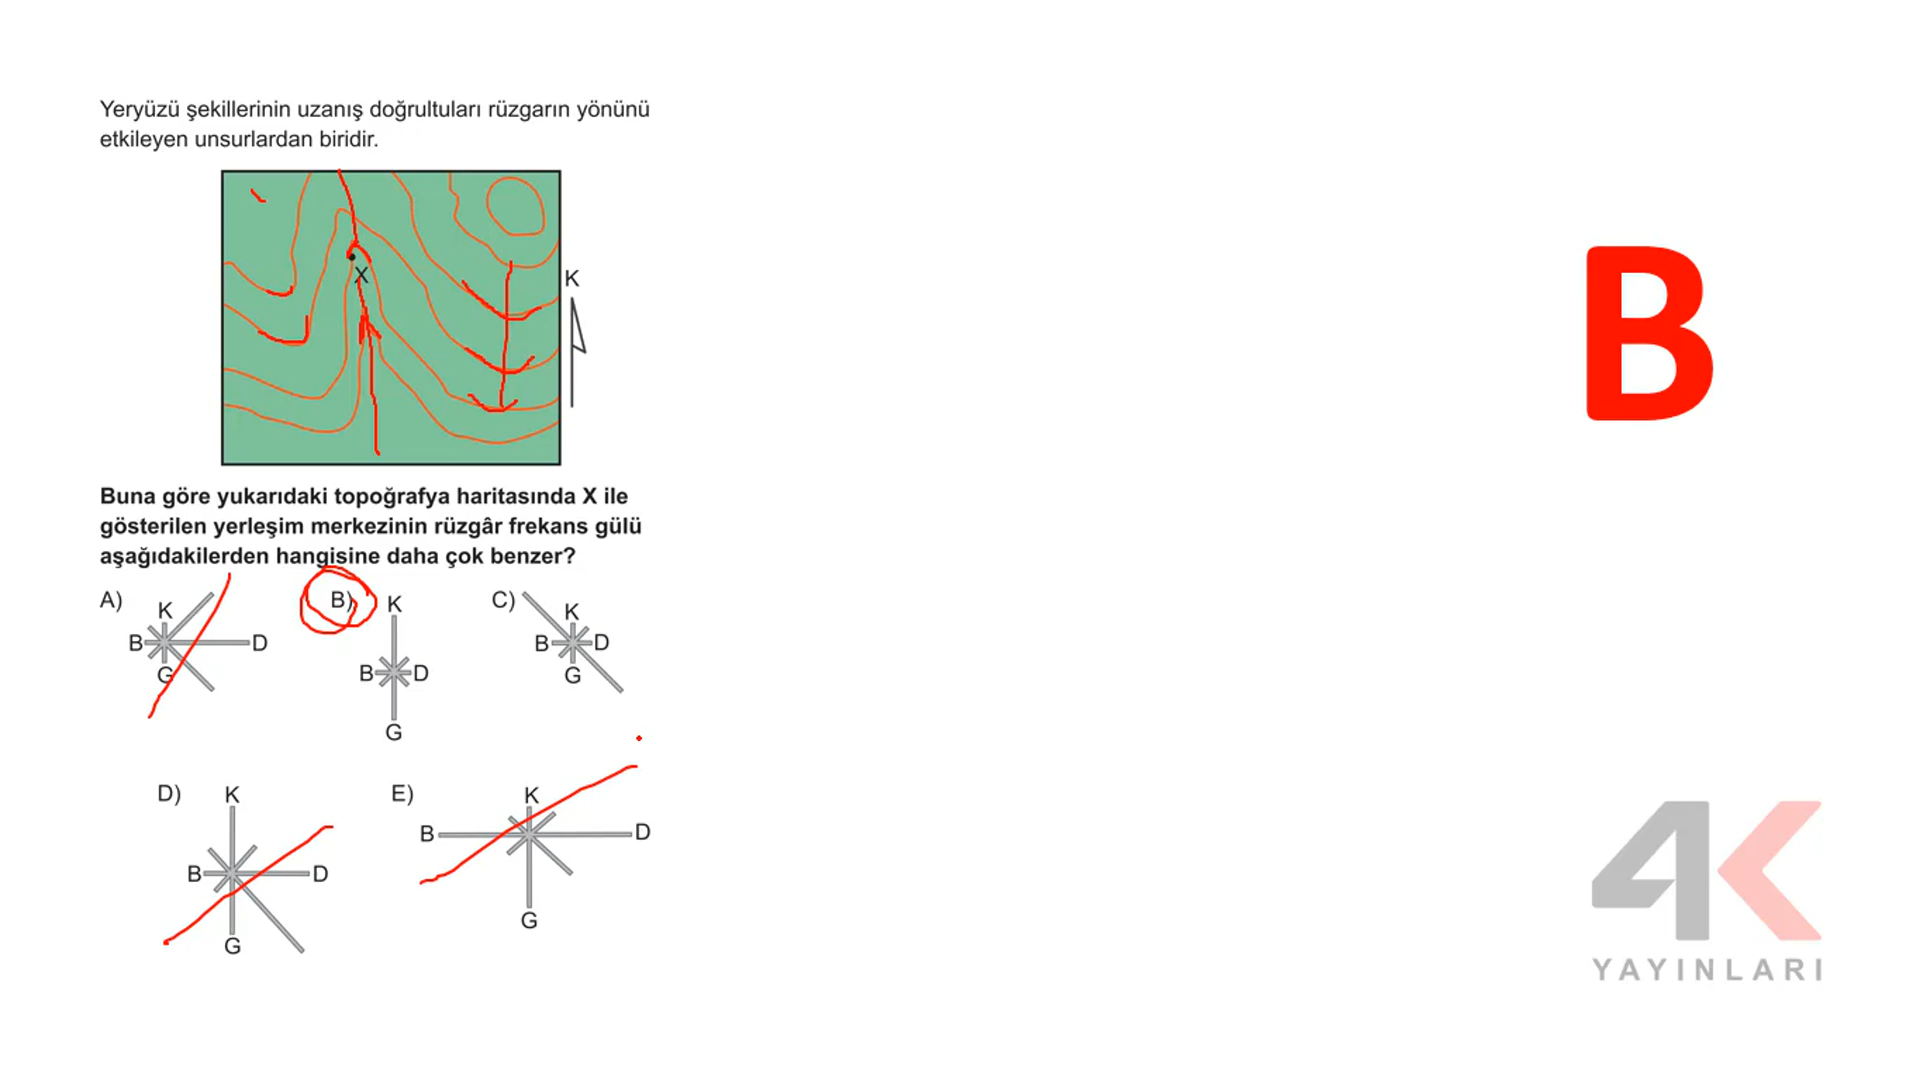 Yeryüzü şekillerinin uzanış doğrultuları rüzgarın yönünü
etkileyen unsurlardan biridir.
X
K
Buna göre yukarıdaki topoğrafya haritasında X ile
gösterilen yerleşim merkezinin rüzgâr frekans gülü
aşağıdakilerden hangisine daha çok benzer?
A)
K
B D
G
B)
K
B D
G
C)
K
B D
G
D)
K
B D
G
E)
K
B D
G
B
4K
YAYINLARI